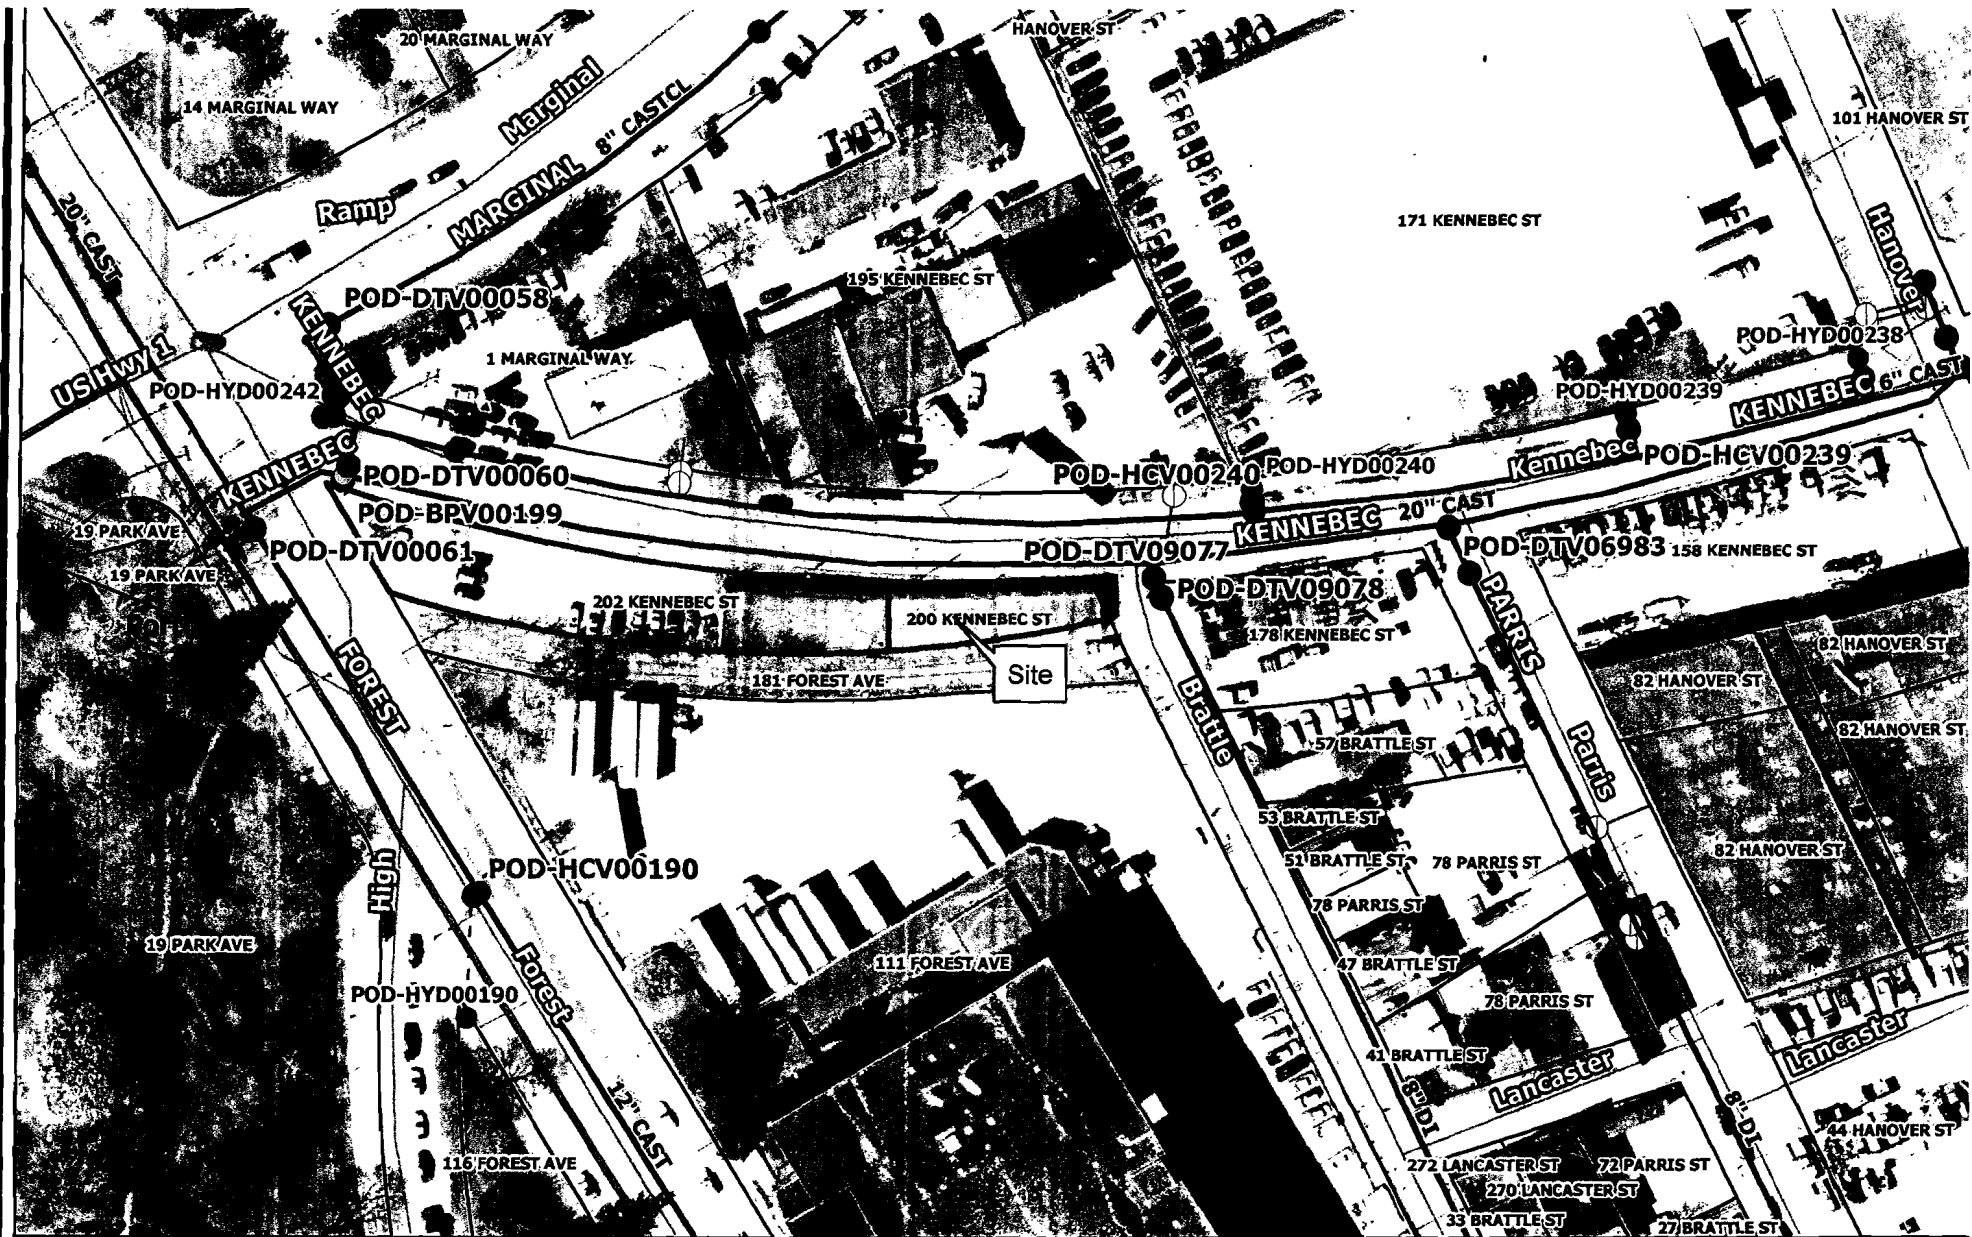 HANOVER ST
20 MARGINAL WAY
14 MARGINAL WAY
Marginal
8" CASTCL
101 HANOVER ST
20" CAST
Ramp
MARGINAL
171 KENNEBEC ST
Hanover
195 KENNEBEC ST
POD-DTV00058
KENNEBEC
US Hwy 1
1 MARGINAL WAY
POD-HYD00238
POD-HYD00242
POD-HYD00239
KENNEBEC 6" CAST
KENNEBEC
POD-DTV00060
POD-HCV00240
POD-HYD00240
Kennebec
POD-HCV00239
POD-BPV00199
KENNEBEC 20" CAST
19 PARK AVE
POD-DTV00061
POD-DTV09077
POD-DTV06983
158 KENNEBEC ST
19 PARK AVE
POD-DTV09078
PARRIS
202 KENNEBEC ST
200 KENNEBEC ST
178 KENNEBEC ST
82 HANOVER ST
FOREST
181 FOREST AVE
Site
Brattle
82 HANOVER ST
57 BRATTLE ST
Parris
82 HANOVER ST
53 BRATTLE ST
51 BRATTLE ST
78 PARRIS ST
82 HANOVER ST
POD-HCV00190
High
78 PARRIS ST
19 PARK AVE
111 FOREST AVE
47 BRATTLE ST
POD-HYD00190
Forest
78 PARRIS ST
41 BRATTLE ST
Lancaster
Lancaster
12" CAST
8" DI
8" DI
44 HANOVER ST
116 FOREST AVE
272 LANCASTER ST
72 PARRIS ST
270 LANCASTER ST
33 BRATTLE ST
27 BRATTLE ST